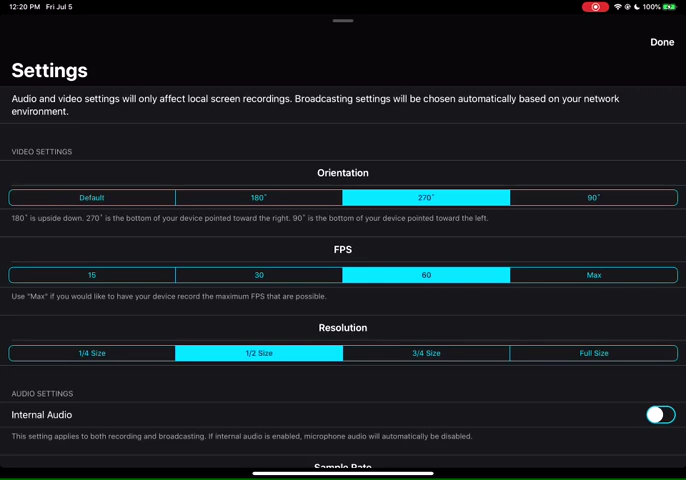 12:20 PM Fri Jul 5
100%
Done
Settings
Audio and video settings will only affect local screen recordings. Broadcasting settings will be chosen automatically based on your network
environment.
VIDEO SETTINGS
Orientation
Default 180° 270° 90°
180° is upside down. 270° is the bottom of your device pointed toward the right. 90° is the bottom of your device pointed toward the left.
FPS
15 30 60 Max
Use "Max" if you would like to have your device record the maximum FPS that are possible.
Resolution
1/4 Size 1/2 Size 3/4 Size Full Size
AUDIO SETTINGS
Internal Audio
This setting applies to both recording and broadcasting. If internal audio is enabled, microphone audio will automatically be disabled.
Sample Rate